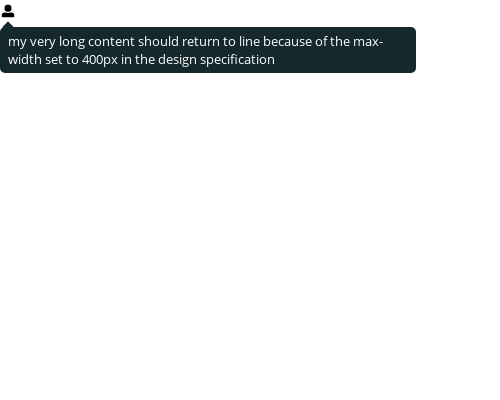 my very long content should return to line because of the max-
width set to 400px in the design specification